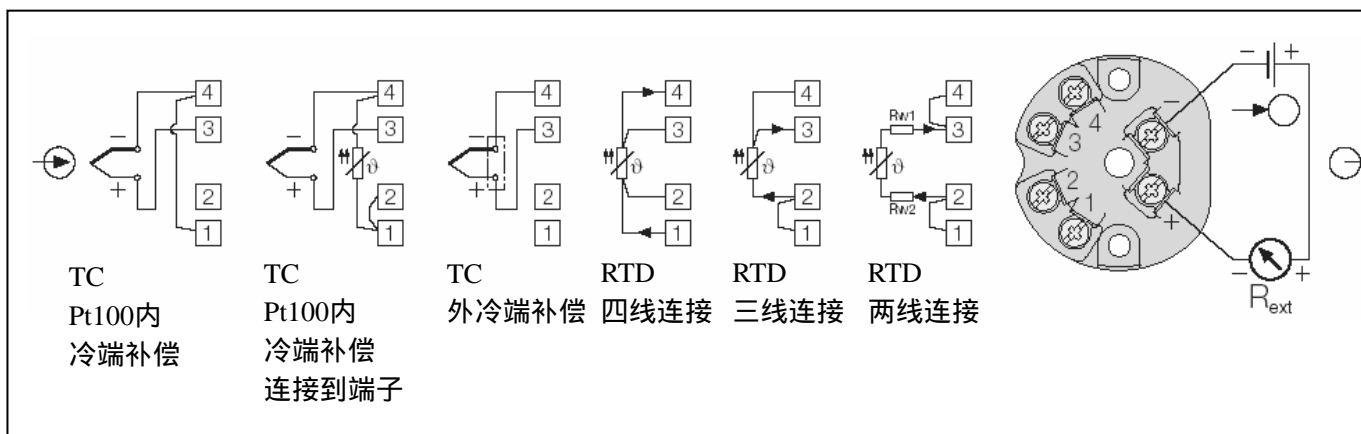 4
3
2
1
− +
TC
Pt100内
冷端补偿
4
3
2
1
− +
ϑ
TC
Pt100内
冷端补偿
连接到端子
4
3
2
1
− +
TC
外冷端补偿
4
3
2
1
ϑ
RTD
四线连接
4
3
2
1
ϑ
RTD
三线连接
4
3
2
1
Rw1
ϑ
Rw2
RTD
两线连接
4
3
2
1
−
+
− +
− +
Rext